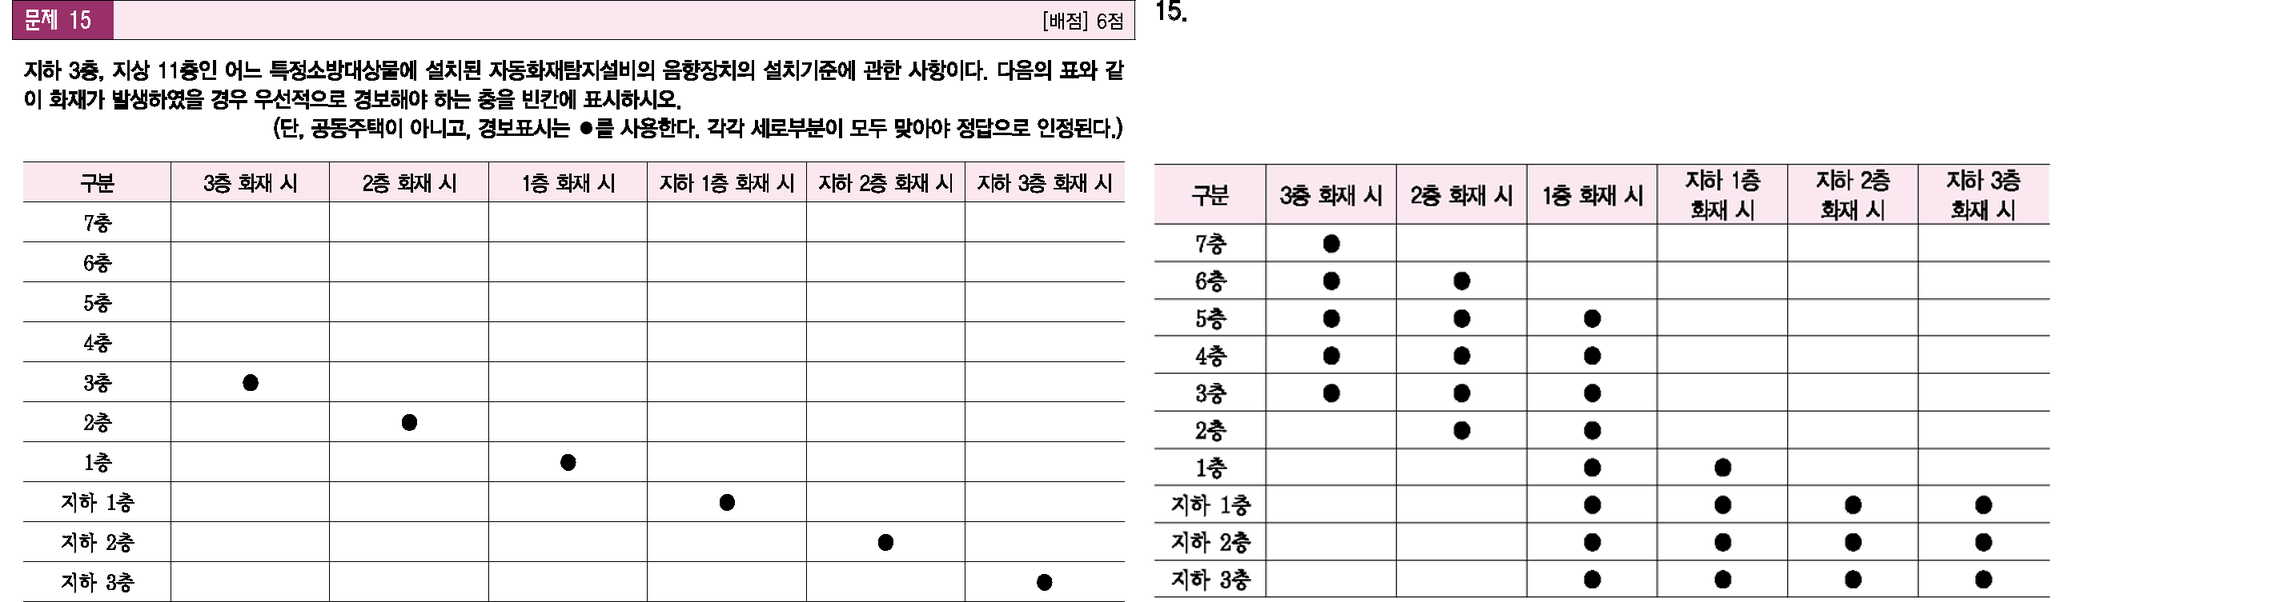 문제 15
[배점] 6점
지하 3층, 지상 11층인 어느 특정소방대상물에 설치된 자동화재탐지설비의 음향장치의 설치기준에 관한 사항이다. 다음의 표와 같
이 화재가 발생하였을 경우 우선적으로 경보해야 하는 층을 빈칸에 표시하시오.
(단, 공동주택이 아니고, 경보표시는 ●를 사용한다. 각각 세로부분이 모두 맞아야 정답으로 인정된다.)
구분 3층 화재 시 2층 화재 시 1층 화재 시 지하 1층 화재 시 지하 2층 화재 시 지하 3층 화재 시
7층
6층
5층
4층
3층 ●
2층 ●
1층 ●
지하 1층 ●
지하 2층 ●
지하 3층 ●
15.
구분 3층 화재 시 2층 화재 시 1층 화재 시 지하 1층 화재 시 지하 2층 화재 시 지하 3층 화재 시
7층 ●
6층 ● ●
5층 ● ● ●
4층 ● ● ●
3층 ● ● ●
2층 ● ●
1층 ● ●
지하 1층 ● ● ● ●
지하 2층 ● ● ● ●
지하 3층 ● ● ● ●